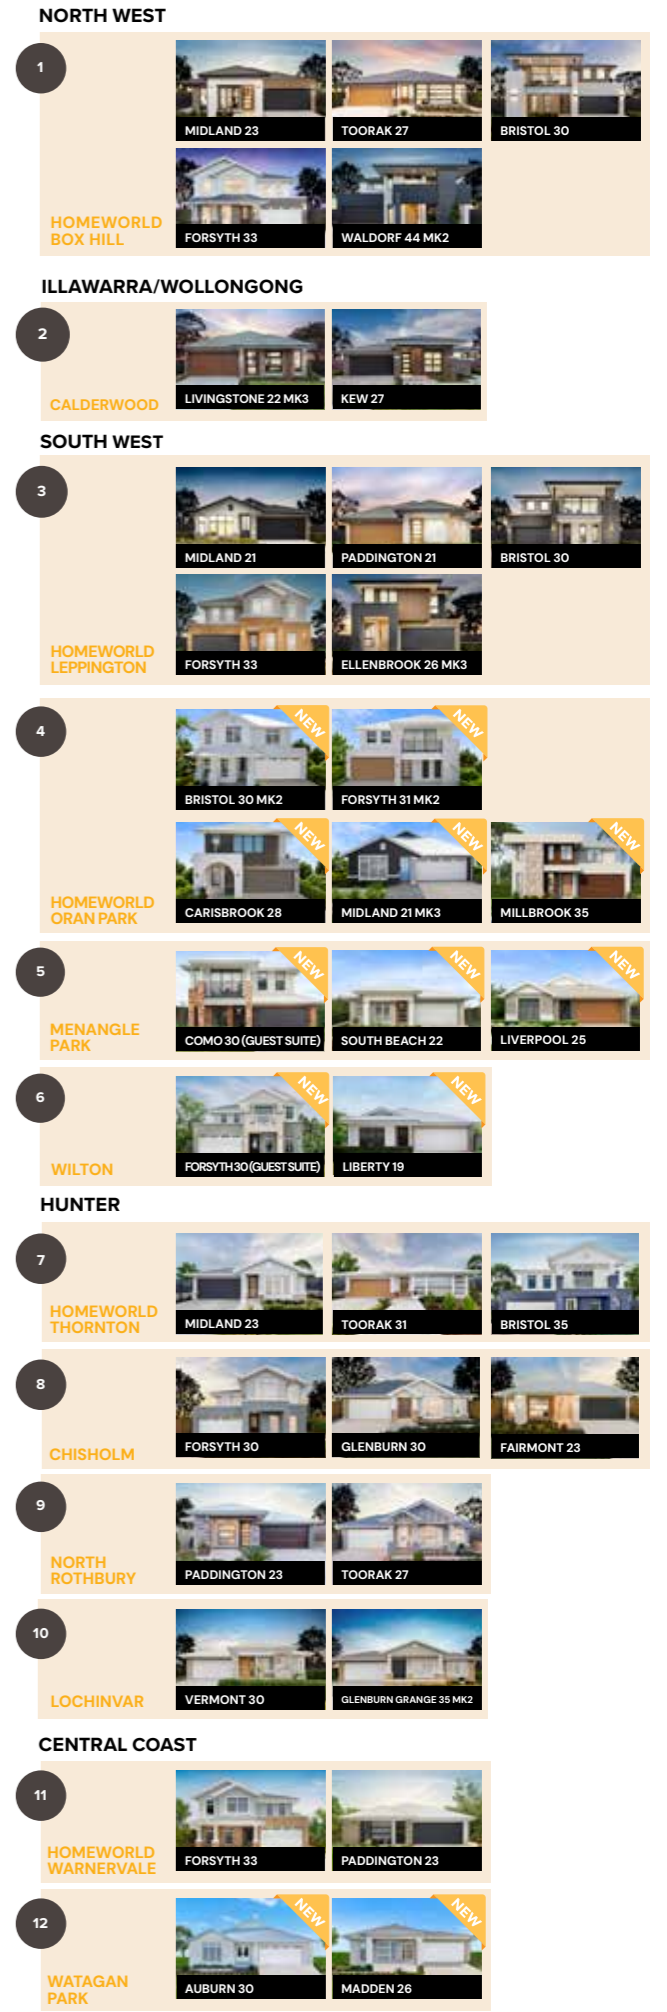 NORTH WEST
1
MIDLAND 23
TOORAK 27
BRISTOL 30
HOMEWORLD
BOX HILL
FORSYTH 33
WALDORF 44 MK2
ILLAWARRA/WOLLONGONG
2
CALDERWOOD
LIVINGSTONE 22 MK3
KEW 27
SOUTH WEST
3
MIDLAND 21
PADDINGTON 21
BRISTOL 30
HOMEWORLD
LEPPINGTON
FORSYTH 33
ELLENBROOK 26 MK3
4
NEW
NEW
BRISTOL 30 MK2
FORSYTH 31 MK2
NEW
NEW
NEW
HOMEWORLD
ORAN PARK
CARISBROOK 28
MIDLAND 21 MK3
MILLBROOK 35
5
NEW
NEW
NEW
MENANGLE
PARK
COMO 30 (GUEST SUITE)
SOUTH BEACH 22
LIVERPOOL 25
6
NEW
NEW
WILTON
FORSYTH 30 (GUEST SUITE)
LIBERTY 19
HUNTER
7
HOMEWORLD
THORNTON
MIDLAND 23
TOORAK 31
BRISTOL 35
8
CHISHOLM
FORSYTH 30
GLENBURN 30
FAIRMONT 23
9
NORTH
ROTHBURY
PADDINGTON 23
TOORAK 27
10
LOCHINVAR
VERMONT 30
GLENBURN GRANGE 35 MK2
CENTRAL COAST
11
HOMEWORLD
WARNERVALE
FORSYTH 33
PADDINGTON 23
12
NEW
NEW
WATAGAN
PARK
AUBURN 30
MADDEN 26